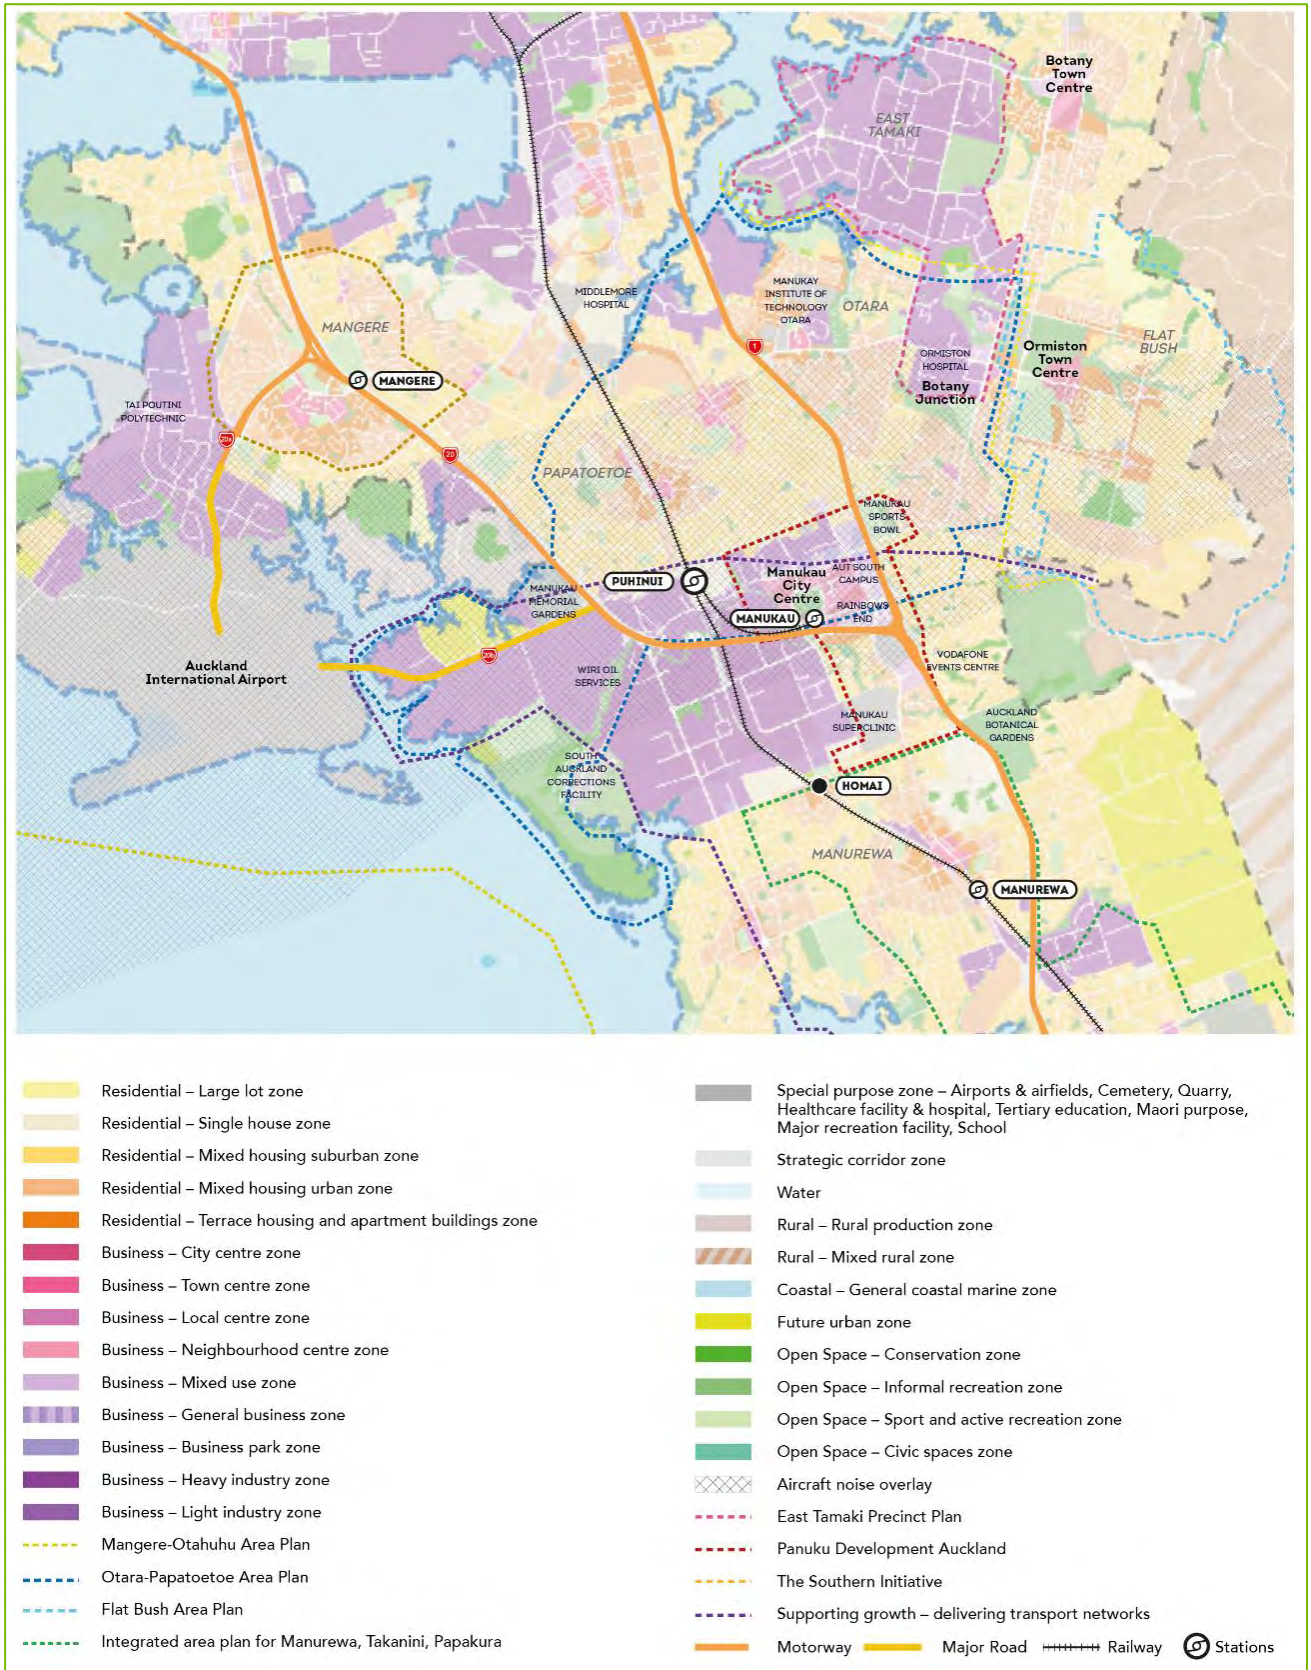 Botany
Town
Centre
EAST
TAMAKI
MIDDLEMORE
HOSPITAL
MANUKAY
INSTITUTE OF
TECHNOLOGY
OTARA
OTARA
MANGERE
FLAT
BUSH
Ormiston
Town
Centre
ORMISTON
HOSPITAL
Botany
Junction
1
MANGERE
TAI POUTINI
POLYTECHNIC
20a
20
PAPATOETOE
MANUKAU
SPORTS
BOWL
PUHINUI
Manukau
City
Centre
AUT SOUTH
CAMPUS
MANUKAU
MEMORIAL
GARDENS
RAINBOWS
END
MANUKAU
Auckland
International Airport
20b
WIRI OIL
SERVICES
VODAFONE
EVENTS CENTRE
MANUKAU
SUPERCLINIC
AUCKLAND
BOTANICAL
GARDENS
SOUTH
AUCKLAND
CORRECTIONS
FACILITY
HOMAI
MANUREWA
MANUREWA
Residential – Large lot zone
Residential – Single house zone
Residential – Mixed housing suburban zone
Residential – Mixed housing urban zone
Residential – Terrace housing and apartment buildings zone
Business – City centre zone
Business – Town centre zone
Business – Local centre zone
Business – Neighbourhood centre zone
Business – Mixed use zone
Business – General business zone
Business – Business park zone
Business – Heavy industry zone
Business – Light industry zone
Mangere-Otahuhu Area Plan
Otara-Papatoetoe Area Plan
Flat Bush Area Plan
Integrated area plan for Manurewa, Takanini, Papakura
Special purpose zone – Airports & airfields, Cemetery, Quarry,
Healthcare facility & hospital, Tertiary education, Maori purpose,
Major recreation facility, School
Strategic corridor zone
Water
Rural – Rural production zone
Rural – Mixed rural zone
Coastal – General coastal marine zone
Future urban zone
Open Space – Conservation zone
Open Space – Informal recreation zone
Open Space – Sport and active recreation zone
Open Space – Civic spaces zone
Aircraft noise overlay
East Tamaki Precinct Plan
Panuku Development Auckland
The Southern Initiative
Supporting growth – delivering transport networks
Motorway Major Road Railway Stations